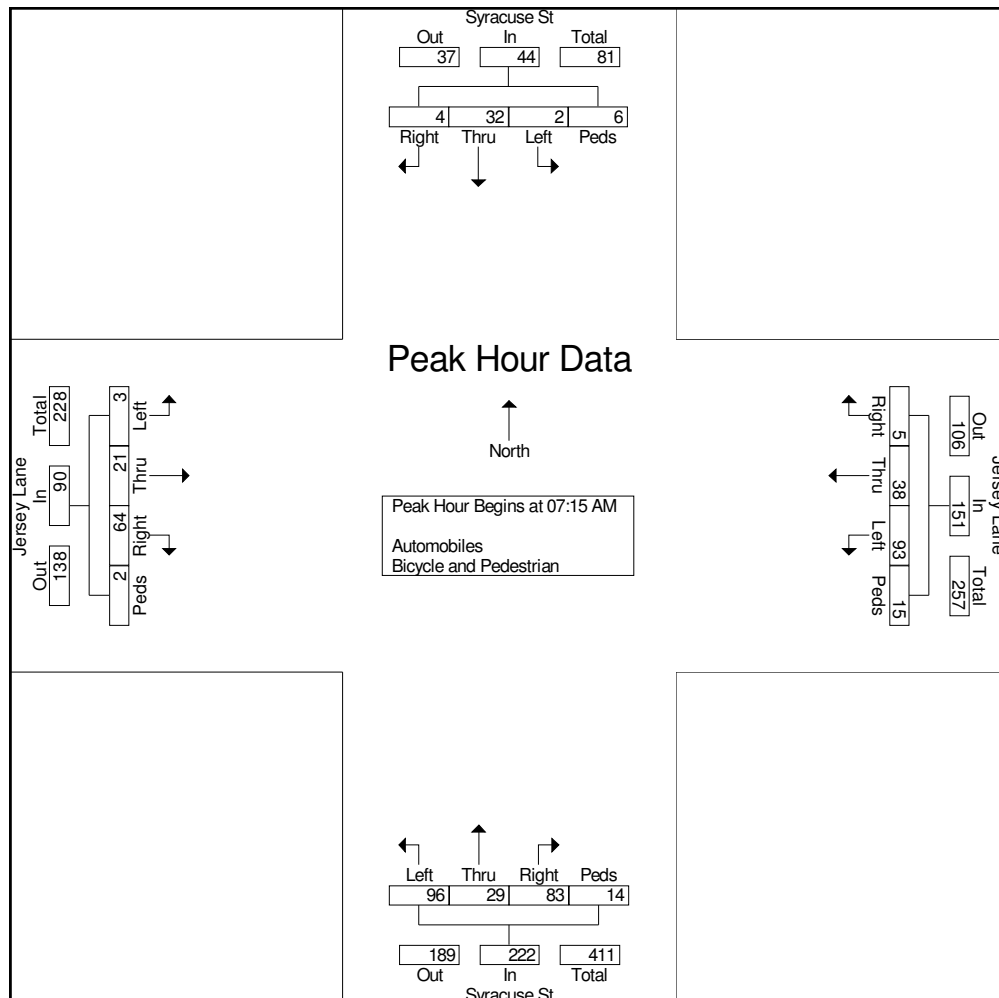 Syracuse St
Out In Total
37 44 81
4 32 2 6
Right Thru Left Peds
Peak Hour Data
North
Peak Hour Begins at 07:15 AM
Automobiles
Bicycle and Pedestrian
Jersey Lane
Total In Out
228 90 138
3 21 64 2
Left Thru Right Peds
Jersey Lane
Out In Total
106 151 257
5 38 93 15
Right Thru Left Peds
Left Thru Right Peds
96 29 83 14
189 222 411
Out In Total
Syracuse St